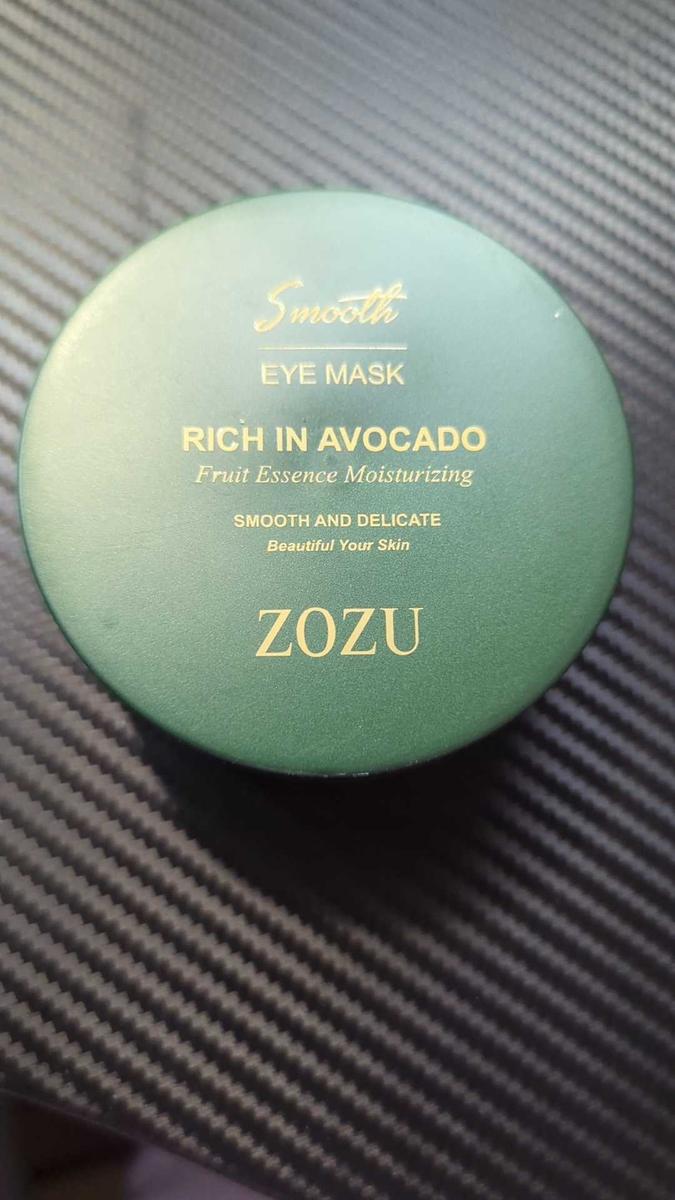 Smooth
EYE MASK
RICH IN AVOCADO
Fruit Essence Moisturizing
SMOOTH AND DELICATE
Beautiful Your Skin
ZOZU